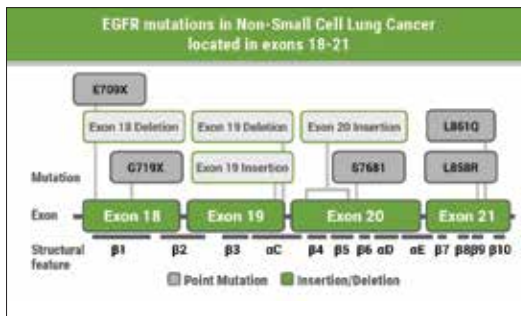 EGFR mutations in Non-Small Cell Lung Cancer
located in exons 18-21
E709X
Exon 18 Deletion
Exon 19 Deletion
Exon 20 Insertion
L861Q
Mutation
G719X
Exon 19 Insertion
S7681
L858R
Exon
Exon 18
Exon 19
Exon 20
Exon 21
Structural
feature
β1
β2
β3
αC
β4
β5
β6
αD
αE
β7
β8
β9
β10
Point Mutation
Insertion/Deletion